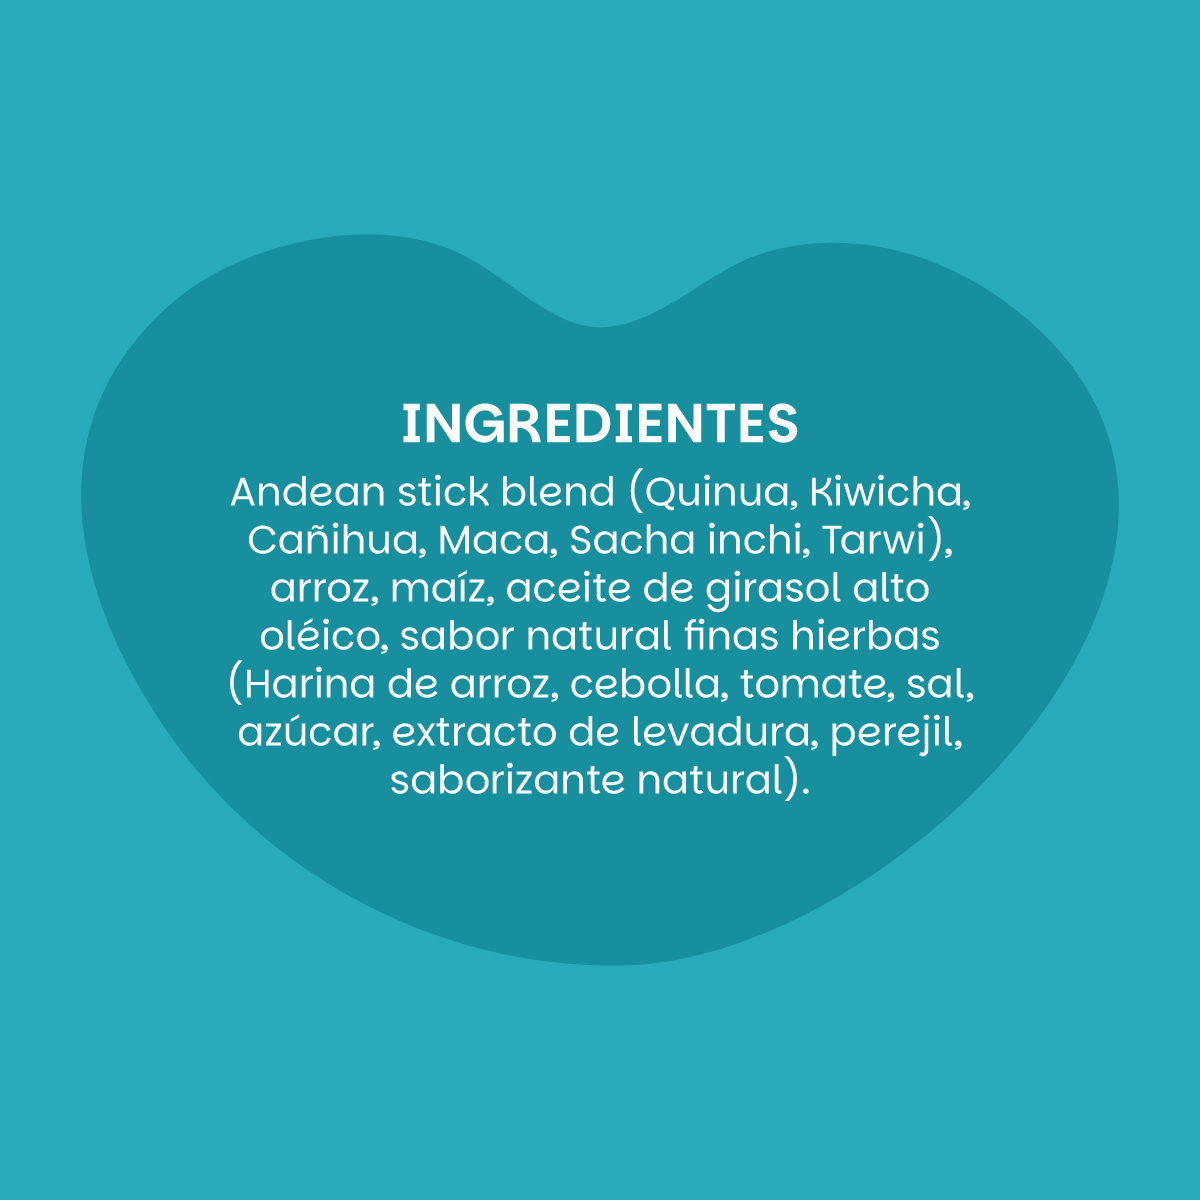 INGREDIENTES
Andean stick blend (Quinua, Kiwicha,
Cañihua, Maca, Sacha inchi, Tarwi),
arroz, maíz, aceite de girasol alto
oléico, sabor natural finas hierbas
(Harina de arroz, cebolla, tomate, sal,
azúcar, extracto de levadura, perejil,
saborizante natural).